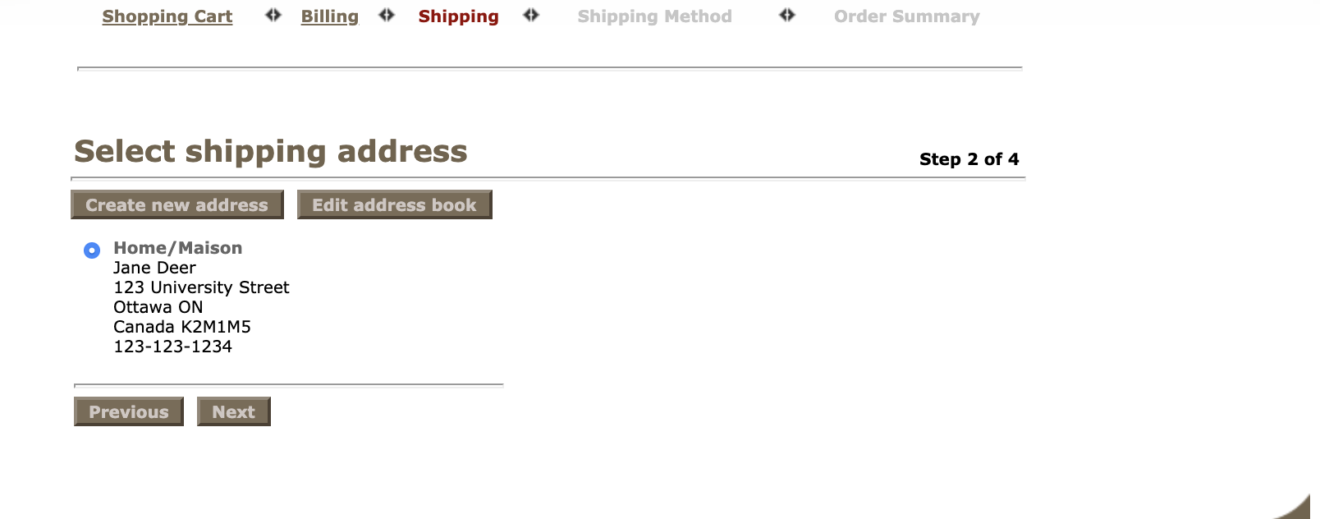 Shopping Cart Billing Shipping Shipping Method Order Summary
Select shipping address
Step 2 of 4
Create new address Edit address book
Home/Maison
Jane Deer
123 University Street
Ottawa ON
Canada K2M1M5
123-123-1234
Previous Next